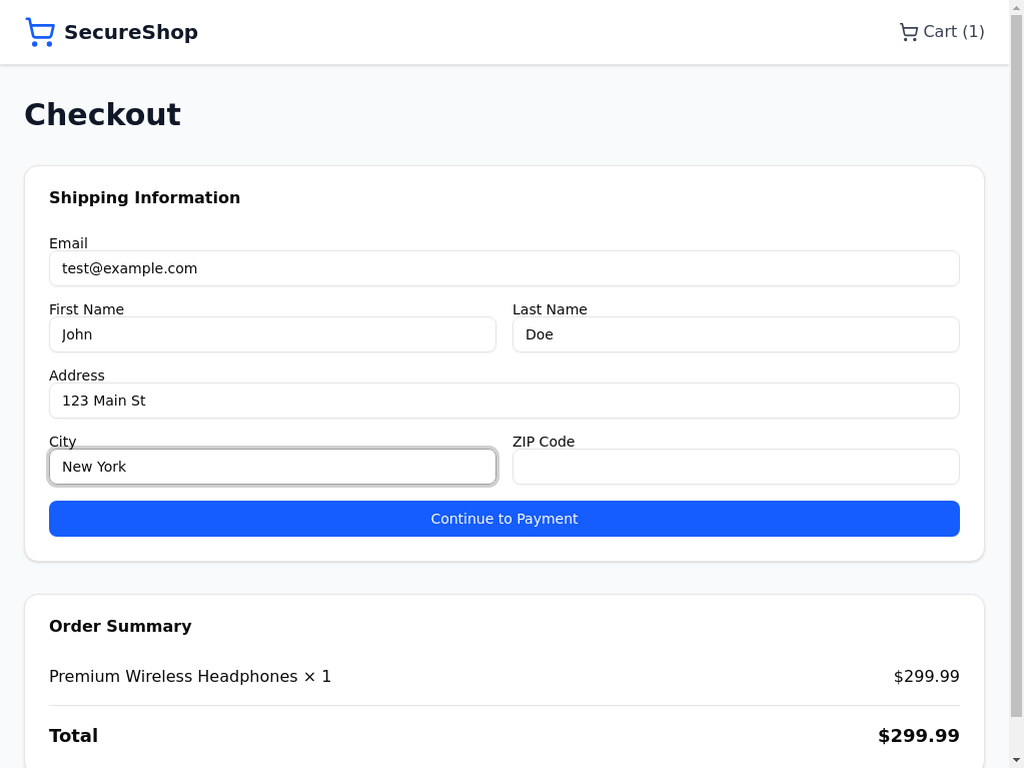 SecureShop
Cart (1)
Checkout
Shipping Information
Email
test@example.com
First Name
Last Name
John
Doe
Address
123 Main St
City
ZIP Code
New York
Continue to Payment
Order Summary
Premium Wireless Headphones × 1
$299.99
Total
$299.99